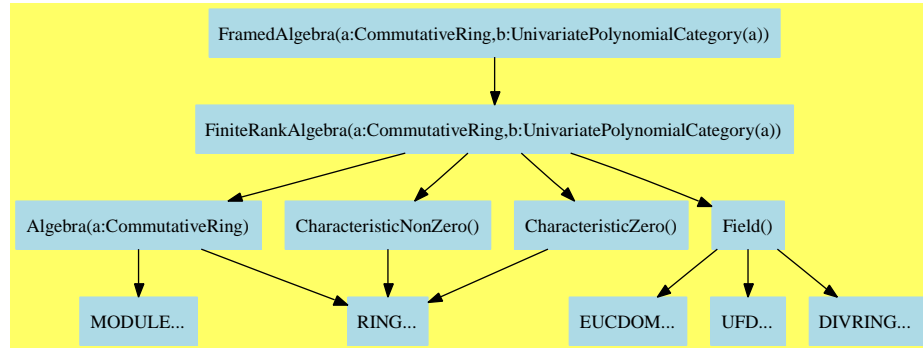 FramedAlgebra(a:CommutativeRing,b:UnivariatePolynomialCategory(a))
FiniteRankAlgebra(a:CommutativeRing,b:UnivariatePolynomialCategory(a))
Algebra(a:CommutativeRing)
CharacteristicNonZero()
CharacteristicZero()
Field()
MODULE...
RING...
EUCDOM...
UFD...
DIVRING...